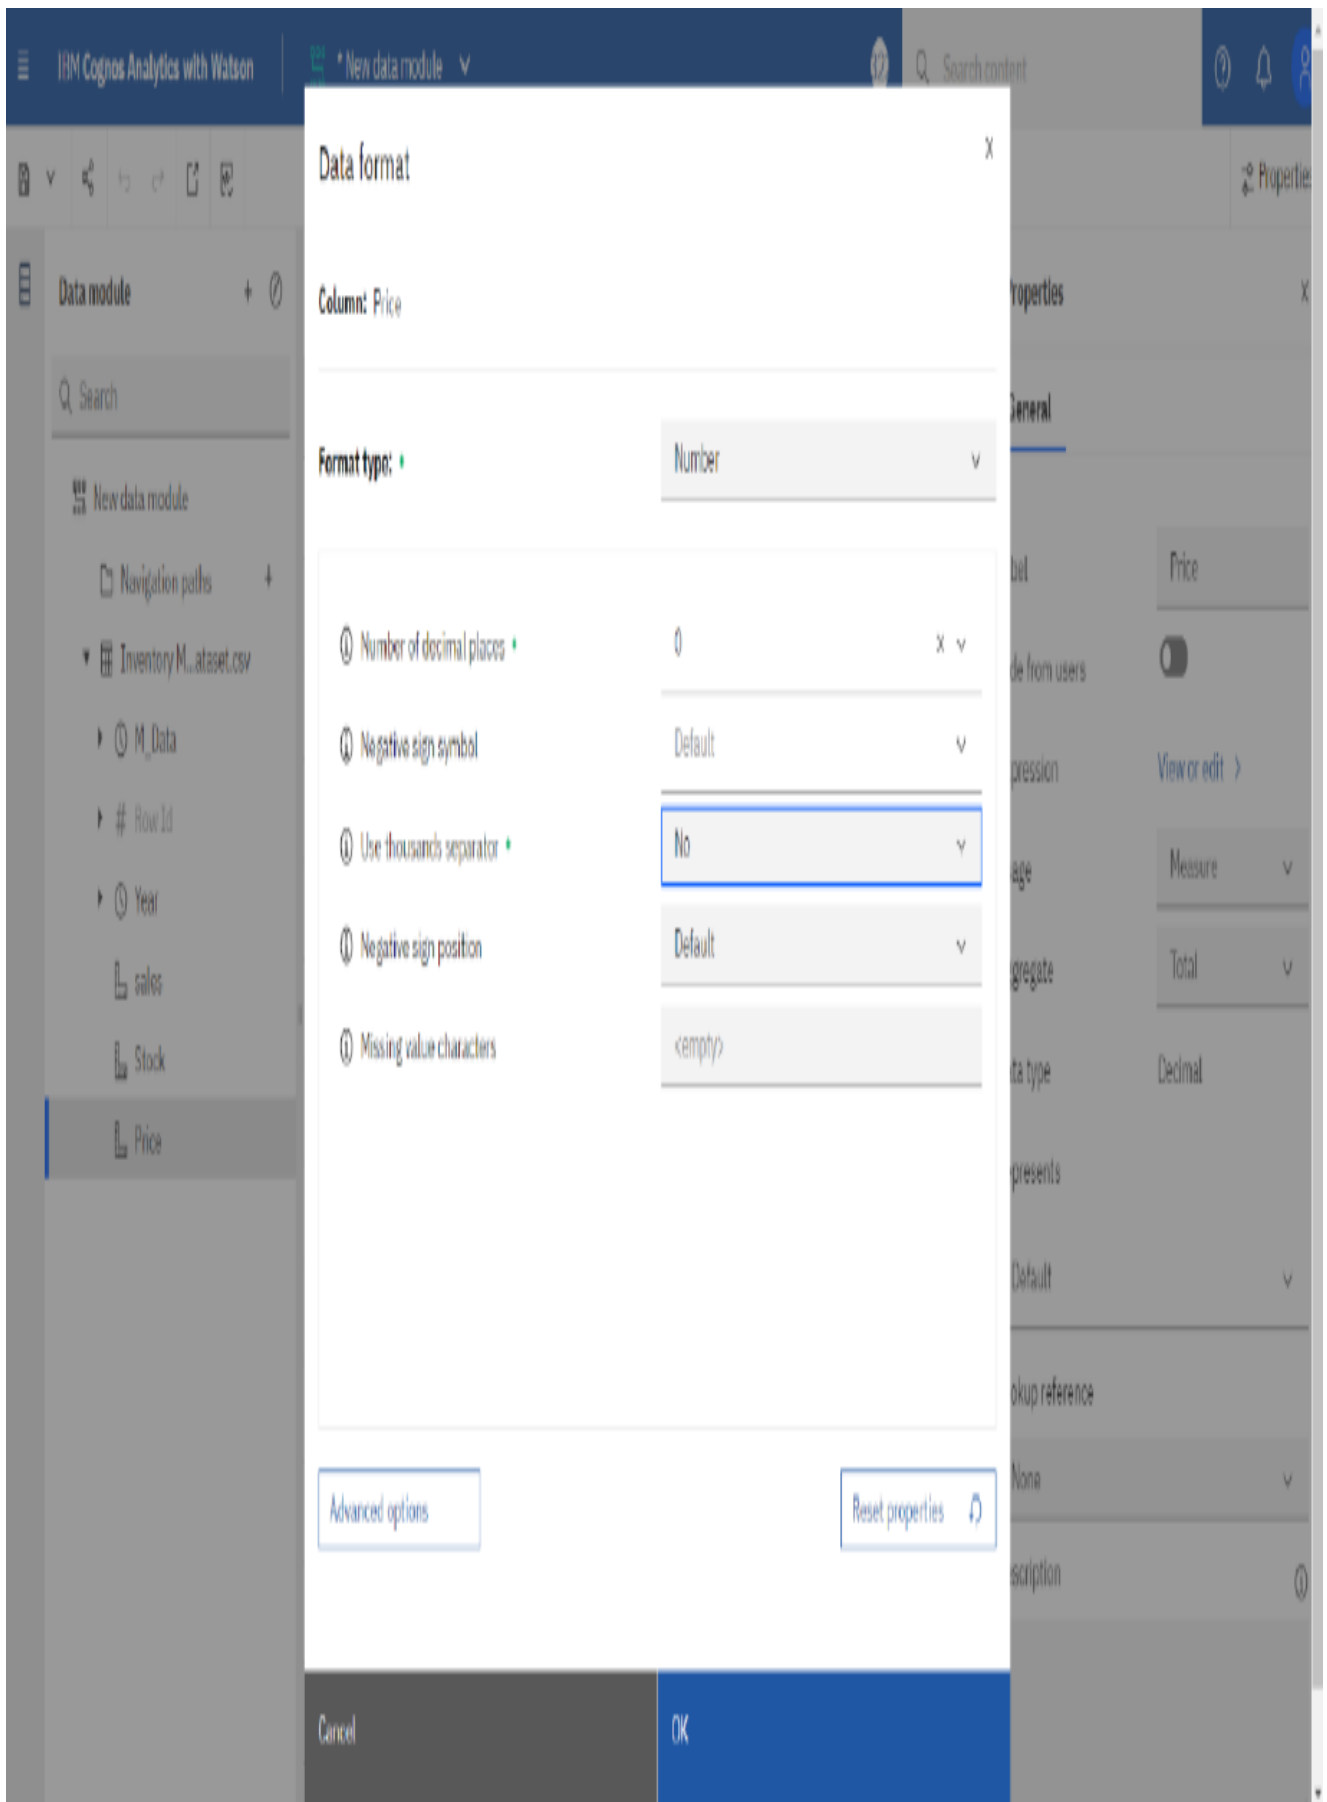 IBM Cognos Analytics with Watson
* New data module
12
Search content
Properties
Data module
Search
New data module
Navigation paths
Inventory M...ataset.csv
M_Data
Row Id
Year
sales
Stock
Price
Data format
Column: Price
Format type:
Number
Number of decimal places
0
Negative sign symbol
Default
Use thousands separator
No
Negative sign position
Default
Missing value characters
<empty>
Advanced options
Reset properties
Cancel
OK
roperties
General
bel
Price
de from users
pression
View or edit
age
Measure
gregate
Total
ta type
Decimal
presents
Default
okup reference
None
scription